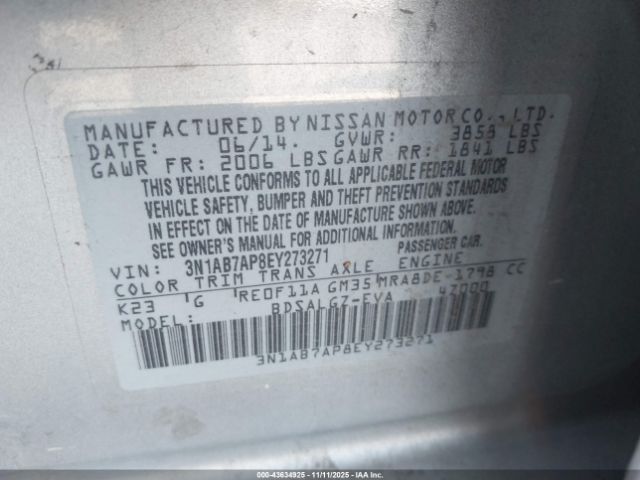 MANUFACTURED BY NISSAN MOTOR CO., LTD.
DATE: 06/14. GVWR: 3858 LBS
GAWR FR: 2006 LBS GAWR RR: 1841 LBS
THIS VEHICLE CONFORMS TO ALL APPLICABLE FEDERAL MOTOR
VEHICLE SAFETY, BUMPER AND THEFT PREVENTION STANDARDS
IN EFFECT ON THE DATE OF MANUFACTURE SHOWN ABOVE.
SEE OWNER'S MANUAL FOR ADDITIONAL INFORMATION.
VIN: 3N1AB7AP8EY273271 PASSENGER CAR.
COLOR TRIM TRANS AXLE ENGINE
K23 G RE0F11A GM35 MRA8DE-1798 CC
MODEL: BDSALGZ-EVA 47000
3N1AB7AP8EY273271
000-43634925 - 11/11/2025 - IAA, Inc.